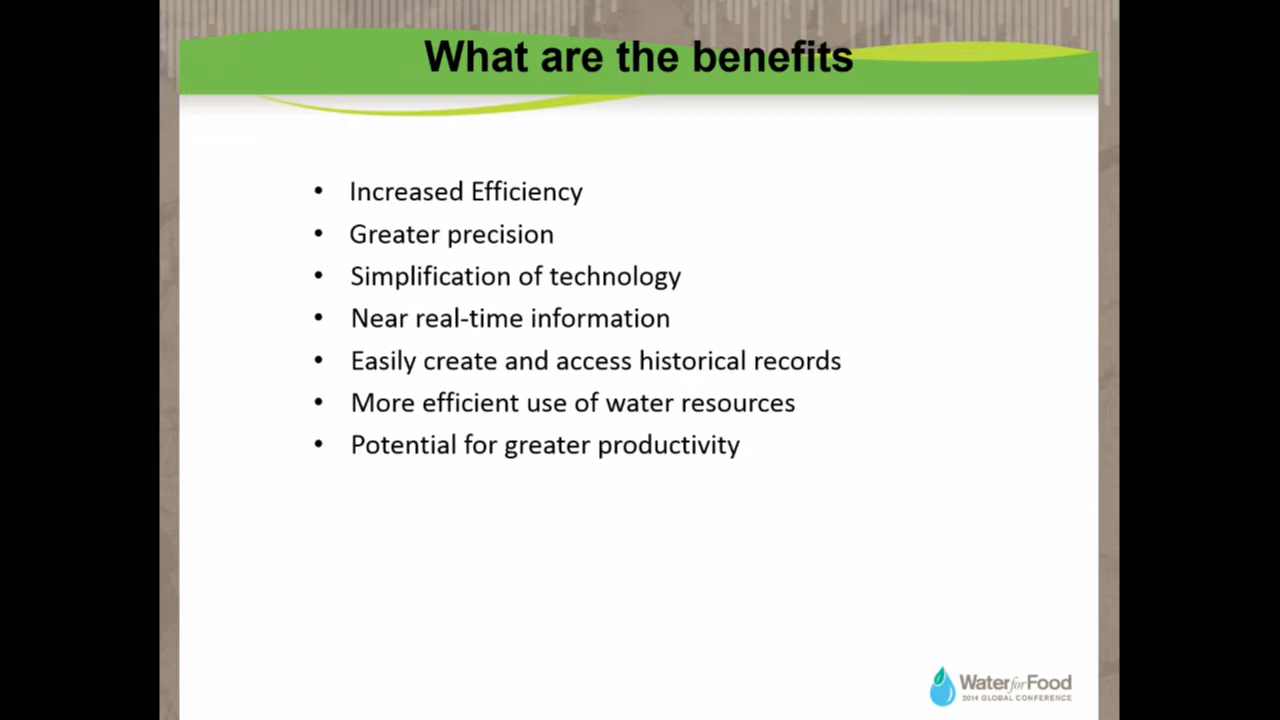 What are the benefits
• Increased Efficiency
• Greater precision
• Simplification of technology
• Near real-time information
• Easily create and access historical records
• More efficient use of water resources
• Potential for greater productivity
Water for Food
2014 GLOBAL CONFERENCE